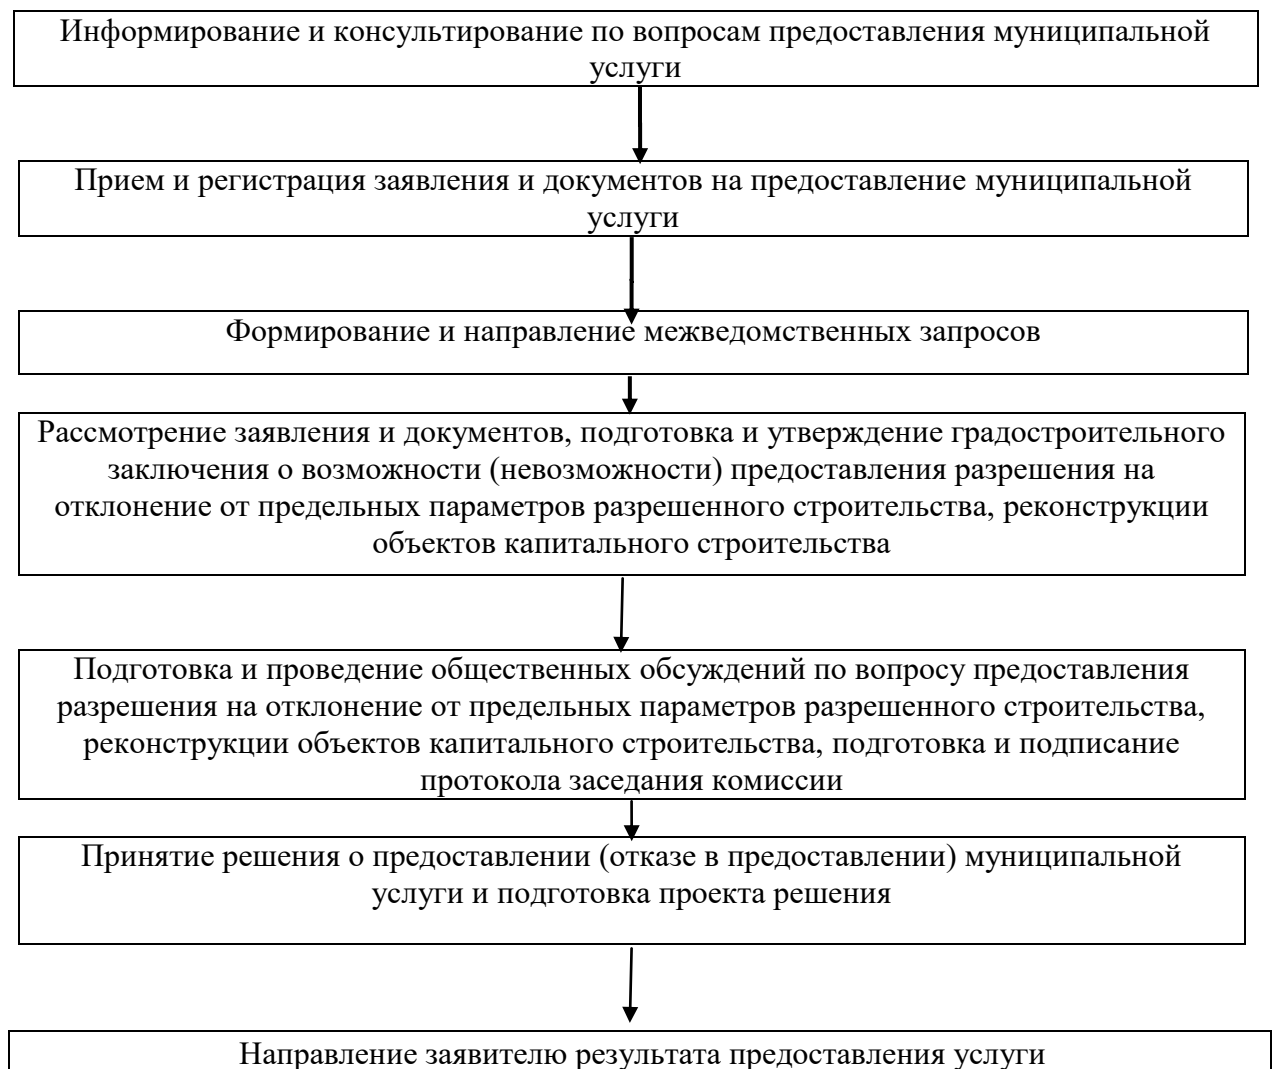 Информирование и консультирование по вопросам предоставления муниципальной
услуги
Прием и регистрация заявления и документов на предоставление муниципальной
услуги
Формирование и направление межведомственных запросов
Рассмотрение заявления и документов, подготовка и утверждение градостроительного
заключения о возможности (невозможности) предоставления разрешения на
отклонение от предельных параметров разрешенного строительства, реконструкции
объектов капитального строительства
Подготовка и проведение общественных обсуждений по вопросу предоставления
разрешения на отклонение от предельных параметров разрешенного строительства,
реконструкции объектов капитального строительства, подготовка и подписание
протокола заседания комиссии
Принятие решения о предоставлении (отказе в предоставлении) муниципальной
услуги и подготовка проекта решения
Направление заявителю результата предоставления услуги